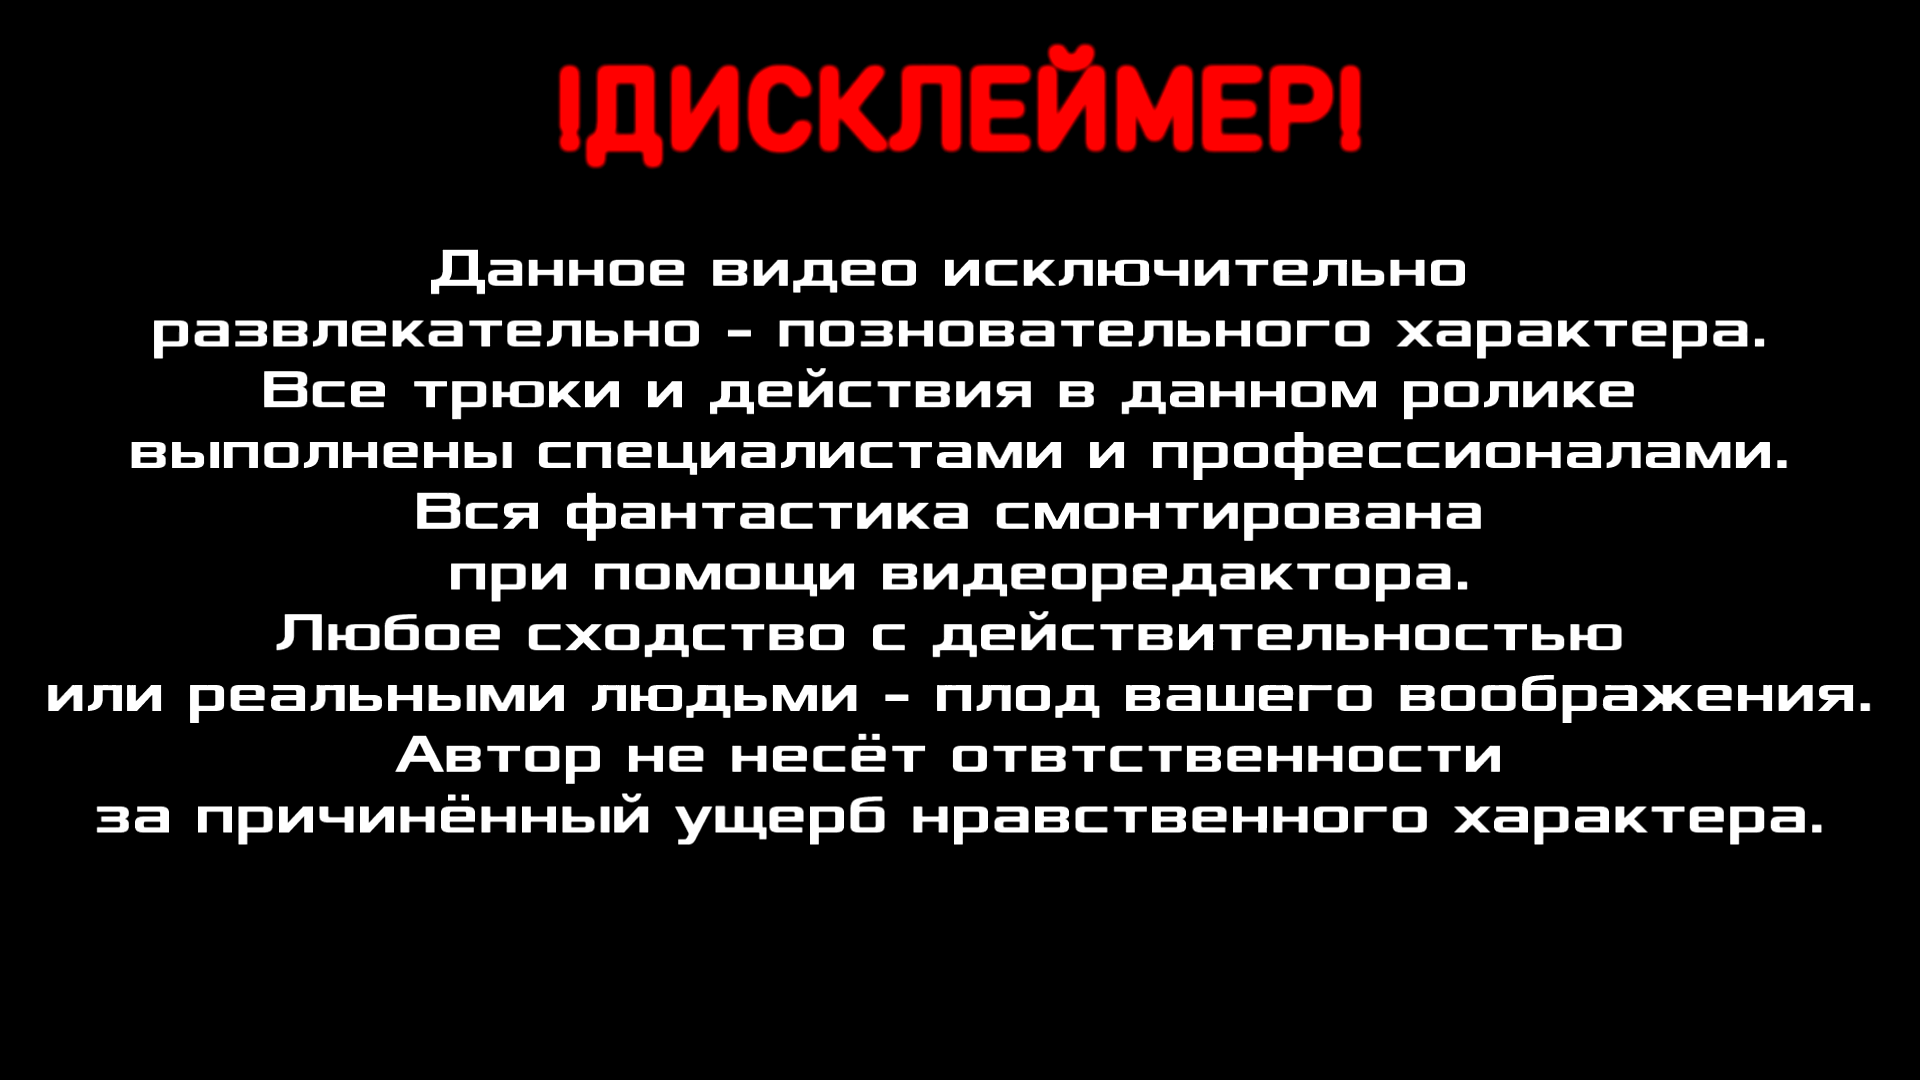 !ДИСКЛЕЙМЕР!
Данное видео исключительно
развлекательно - позновательного характера.
Все трюки и действия в данном ролике
выполнены специалистами и профессионалами.
Вся фантастика смонтирована
при помощи видеоредактора.
Любое сходство с действительностью
или реальными людьми - плод вашего воображения.
Автор не несёт отвтственности
за причинённый ущерб нравственного характера.